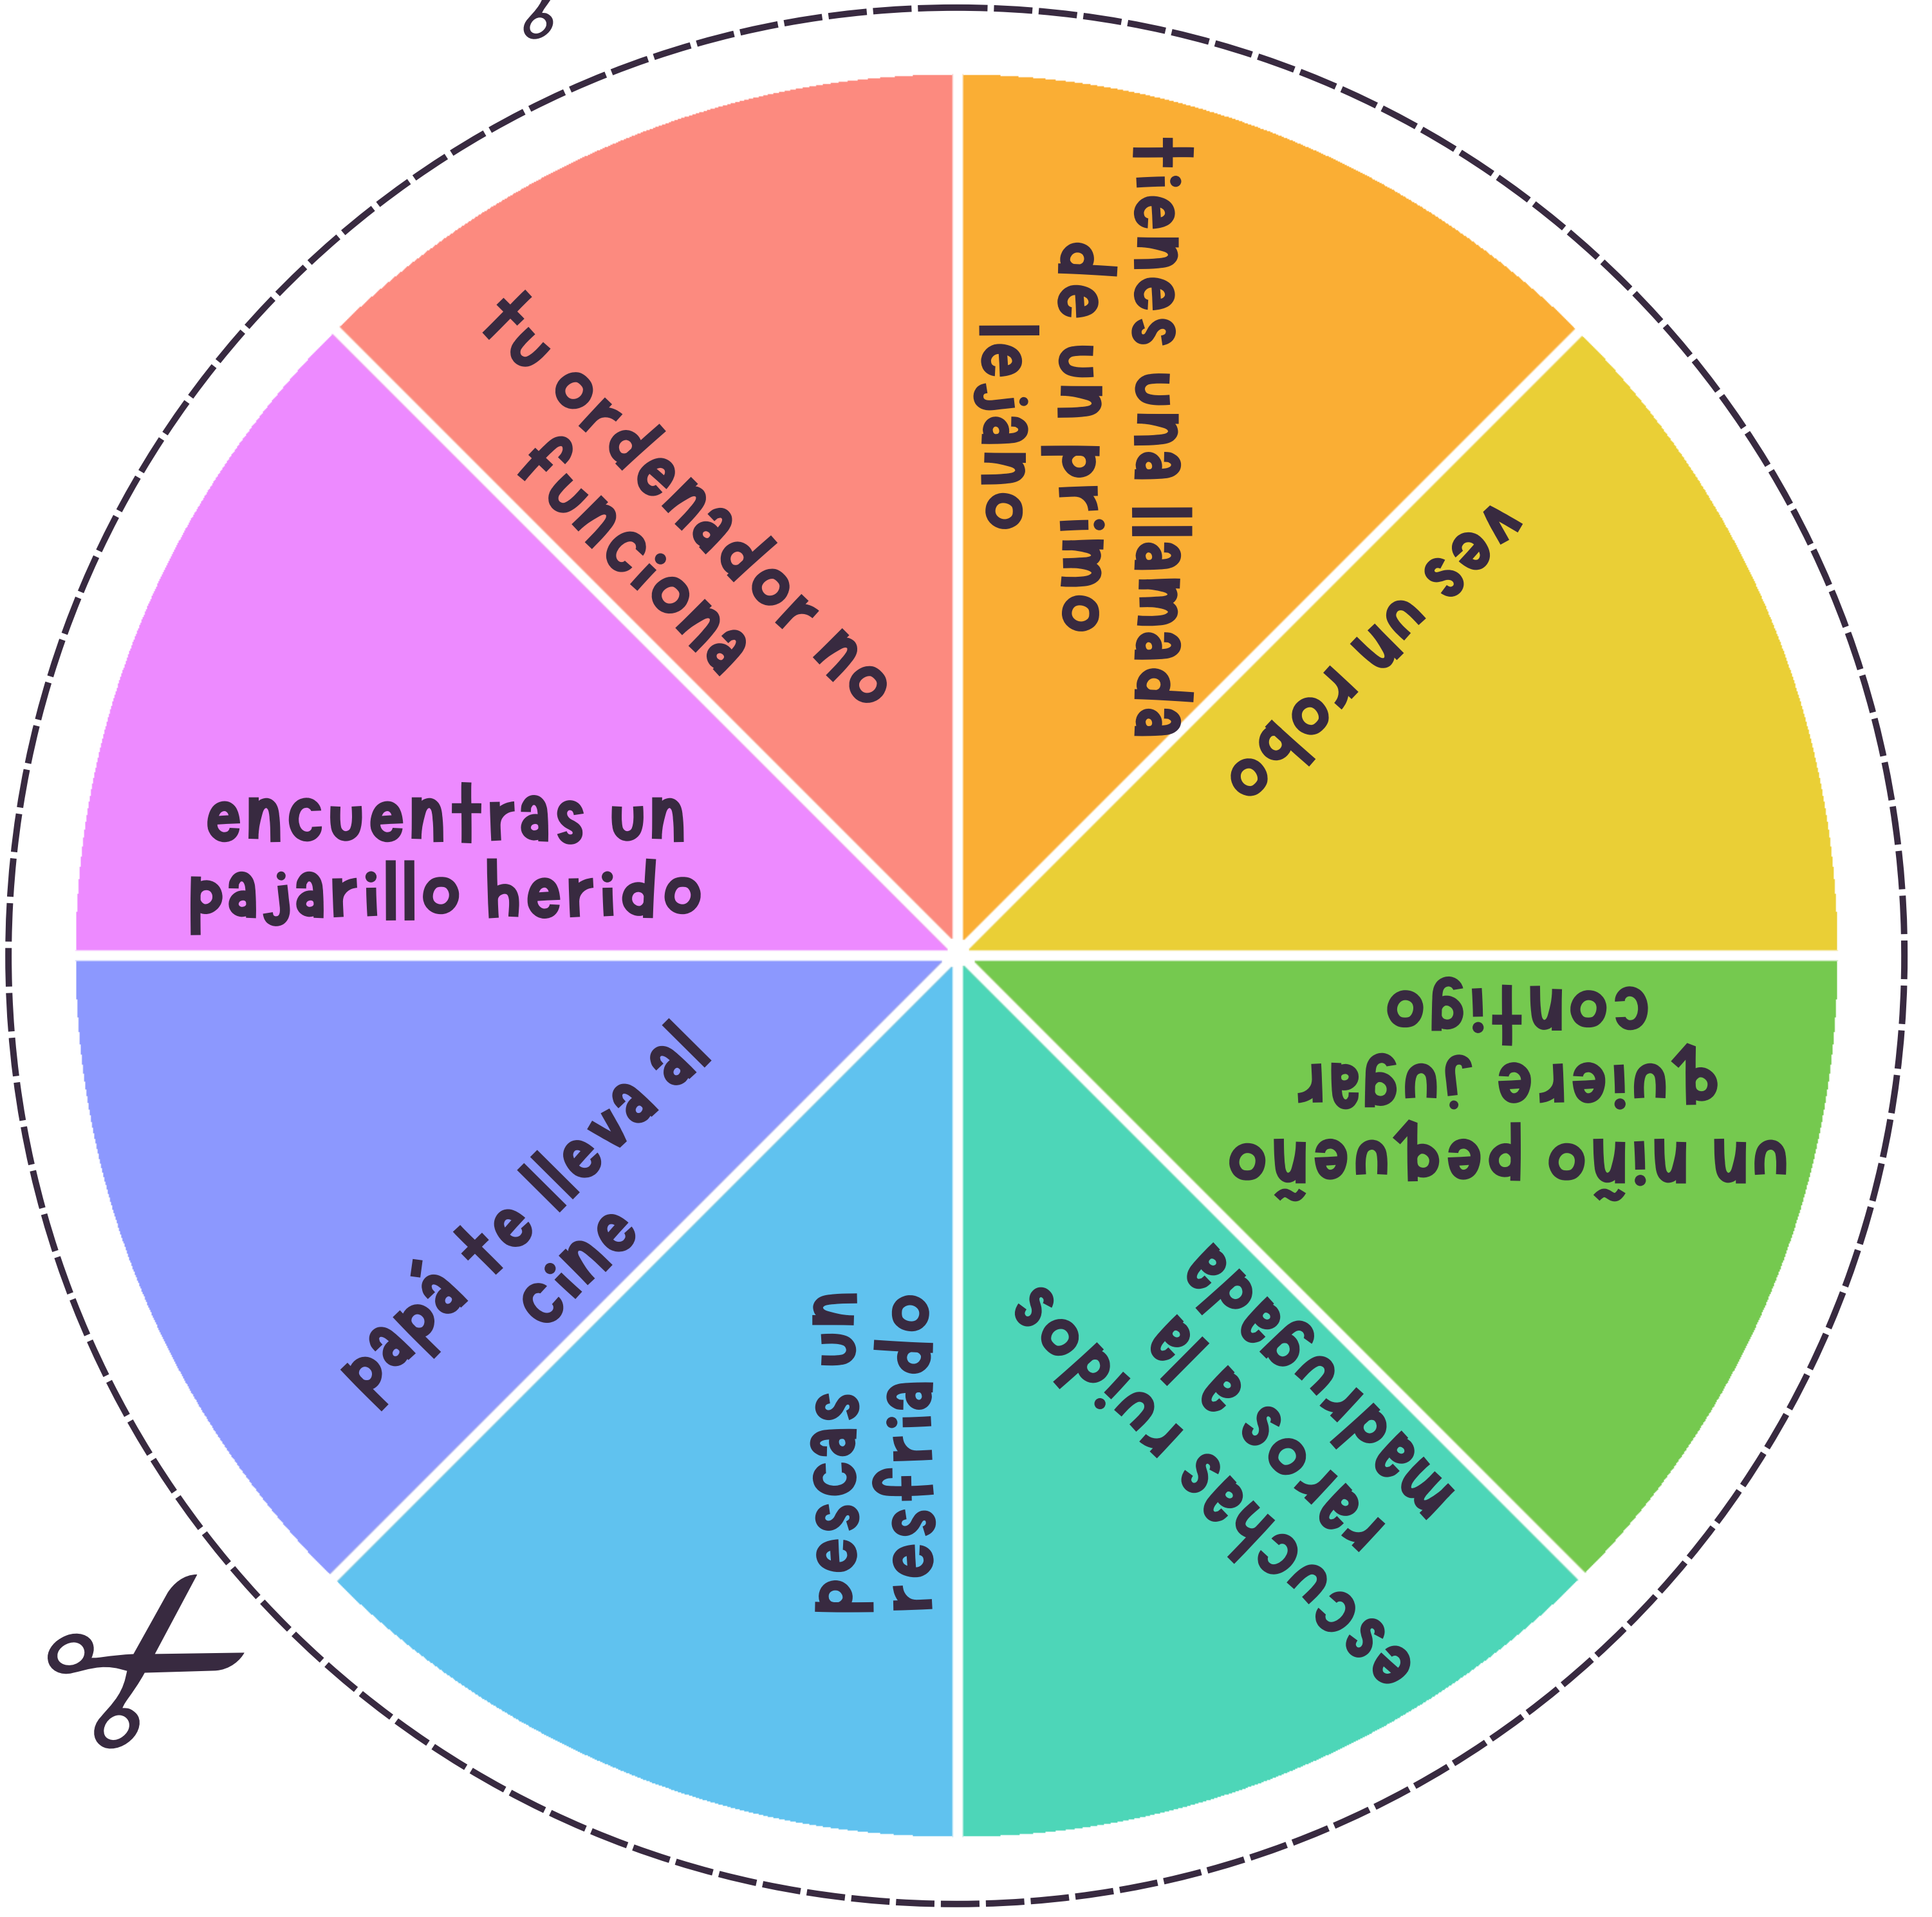 tienes una llamada
de un primo
lejano
ves un robo
un niño pequeño
quiere jugar
contigo
escuchas ruidos
raros a la
madrugada
pescas un
resfriado
papá te lleva al
cine
encuentras un
pajarillo herido
tu ordenador no
funciona